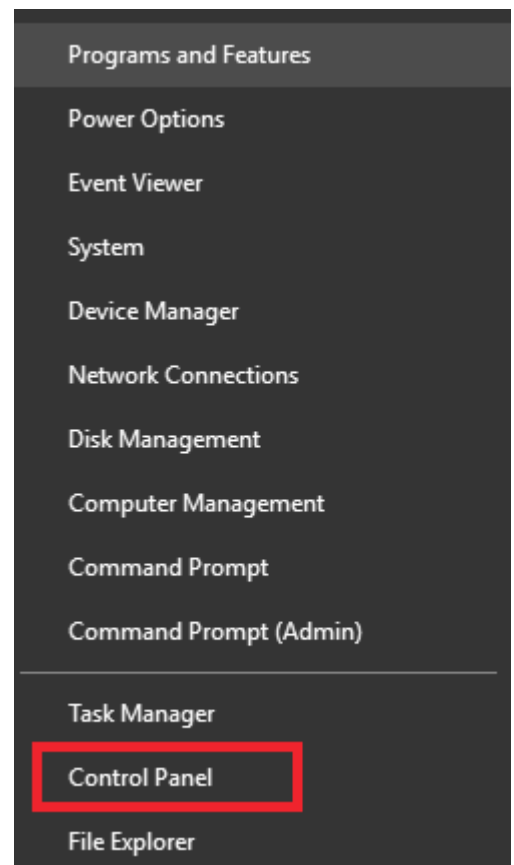 Programs and Features
Power Options
Event Viewer
System
Device Manager
Network Connections
Disk Management
Computer Management
Command Prompt
Command Prompt (Admin)
Task Manager
Control Panel
File Explorer